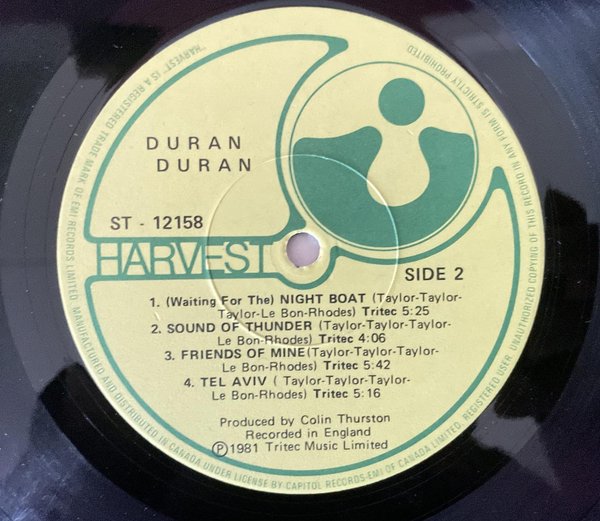 DURAN
DURAN
ST - 12158
HARVEST
SIDE 2
1. (Waiting For The) NIGHT BOAT (Taylor-Taylor-
Taylor-Le Bon-Rhodes) Tritec 5:25
2. SOUND OF THUNDER (Taylor-Taylor-Taylor-
Le Bon-Rhodes) Tritec 4:06
3. FRIENDS OF MINE(Taylor-Taylor-Taylor-
Le Bon-Rhodes) Tritec 5:42
4. TEL AVIV ( Taylor-Taylor-Taylor-
Le Bon-Rhodes) Tritec 5:16
Produced by Colin Thurston
Recorded in England
Ⓟ1981 Tritec Music Limited
MANUFACTURED AND DISTRIBUTED IN CANADA UNDER LICENSE BY CAPITOL RECORDS-EMI OF CANADA LIMITED. REGISTERED USER. UNAUTHORIZED COPYING OF THIS RECORD IN ANY FORM IS STRICTLY PROHIBITED
"HARVEST" IS A REGISTERED TRADE MARK OF EMI RECORDS LIMITED.